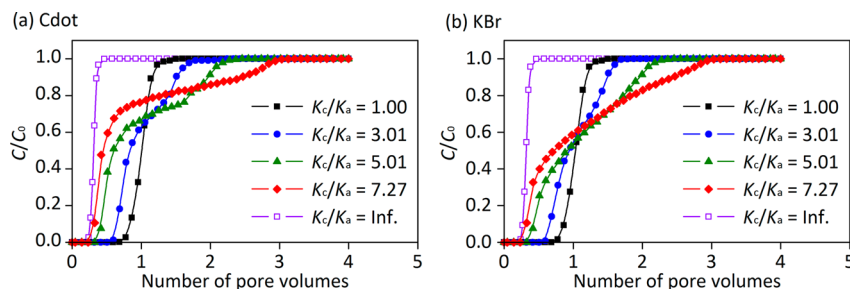 (a) Cdot
1.0
0.8
0.6
0.4
0.2
0.0
C/C₀
0 1 2 3 4 5
Number of pore volumes
Kc/Ka = 1.00
Kc/Ka = 3.01
Kc/Ka = 5.01
Kc/Ka = 7.27
Kc/Ka = Inf.
(b) KBr
1.0
0.8
0.6
0.4
0.2
0.0
C/C₀
0 1 2 3 4 5
Number of pore volumes
Kc/Ka = 1.00
Kc/Ka = 3.01
Kc/Ka = 5.01
Kc/Ka = 7.27
Kc/Ka = Inf.